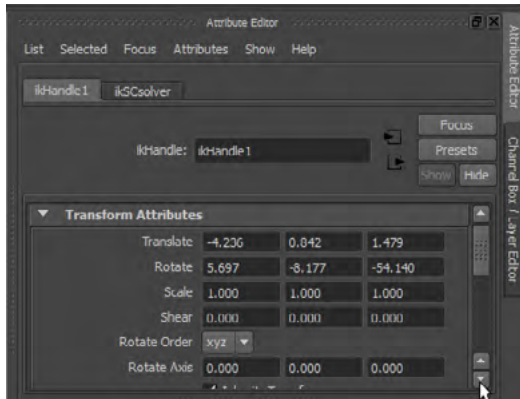 Attribute Editor
List Selected Focus Attributes Show Help
ikHandle1 ikSCsolver
Focus
ikHandle: ikHandle1
Presets
Show Hide
Transform Attributes
Translate -4.236 0.842 1.479
Rotate 5.697 -8.177 -54.140
Scale 1.000 1.000 1.000
Shear 0.000 0.000 0.000
Rotate Order xyz
Rotate Axis 0.000 0.000 0.000
Attribute Editor
Channel Box / Layer Editor